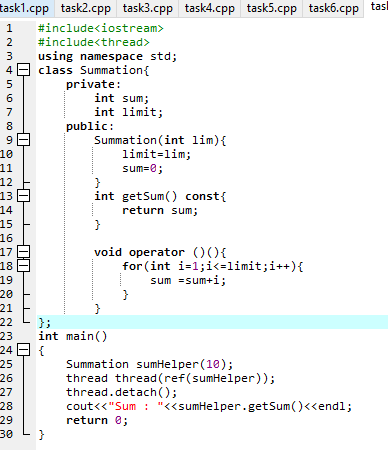 task1.cpp task2.cpp task3.cpp task4.cpp task5.cpp task6.cpp task
1 #include<iostream>
2 #include<thread>
3 using namespace std;
4 class Summation{
5 private:
6 int sum;
7 int limit;
8 public:
9 Summation(int lim){
10 limit=lim;
11 sum=0;
12 }
13 int getSum() const{
14 return sum;
15 }
16
17 void operator ()(){
18 for(int i=1;i<=limit;i++){
19 sum =sum+i;
20 }
21 }
22 };
23 int main()
24 {
25 Summation sumHelper(10);
26 thread thread(ref(sumHelper));
27 thread.detach();
28 cout<<"Sum : "<<sumHelper.getSum()<<endl;
29 return 0;
30 }